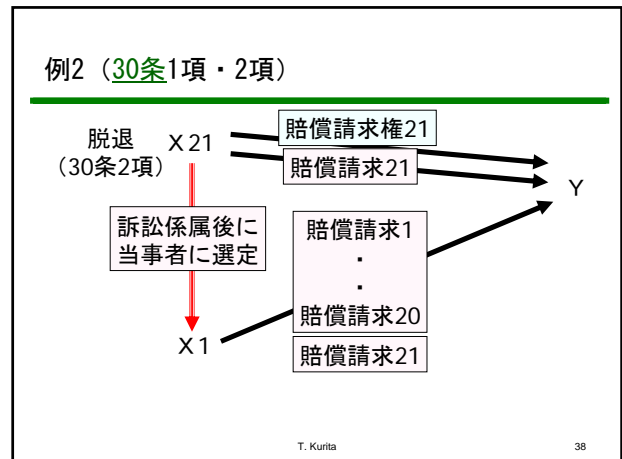 例2（30条1項・2項）
脱退
（30条2項）
X 21
賠償請求権21
賠償請求21
Y
訴訟係属後に
当事者に選定
賠償請求1
・
・
賠償請求20
X 1
賠償請求21
T. Kurita
38